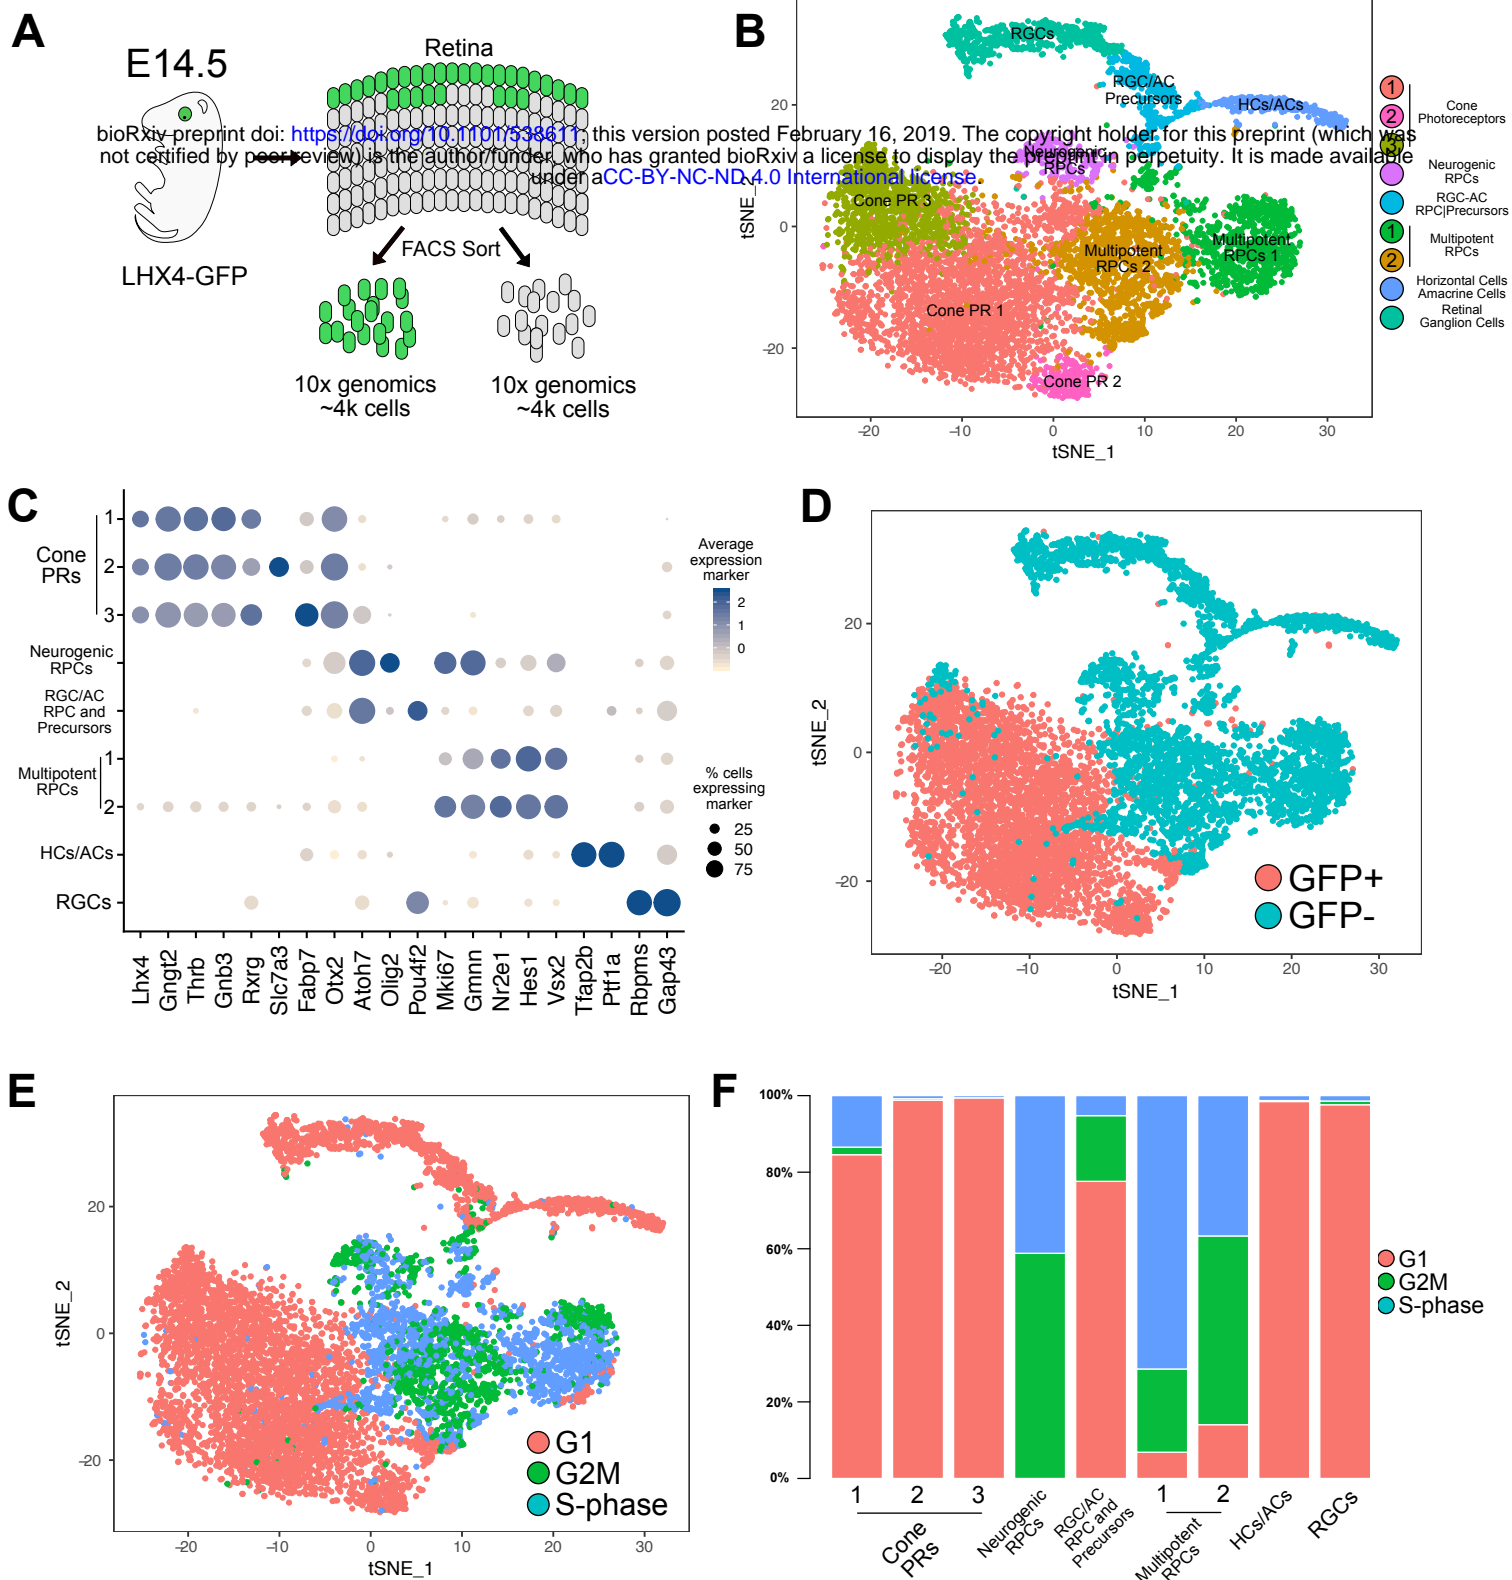 A
E14.5
LHX4-GFP
Retina
FACS Sort
10x genomics
~4k cells
10x genomics
~4k cells
bioRxiv preprint doi: https://doi.org/10.1101/538611; this version posted February 16, 2019. The copyright holder for this preprint (which was
not certified by peer review) is the author/funder, who has granted bioRxiv a license to display the preprint in perpetuity. It is made available
under aCC-BY-NC-ND 4.0 International license.
B
RGCs
RGC/AC
Precursors
HCs/ACs
Neurogenic
RPCs
Cone PR 3
Multipotent
RPCs 2
Multipotent
RPCs 1
Cone PR 1
Cone PR 2
20
0
−20
tSNE_2
−20 −10 0 10 20 30
tSNE_1
1
2
3
Cone
Photoreceptors
Neurogenic
RPCs
RGC-AC
RPC|Precursors
1
2
Multipotent
RPCs
Horizontal Cells
Amacrine Cells
Retinal
Ganglion Cells
C
Cone
PRs
1
2
3
Neurogenic
RPCs
RGC/AC
RPC and
Precursors
Multipotent
RPCs
1
2
HCs/ACs
RGCs
Lhx4
Gngt2
Thrb
Gnb3
Rxrg
Slc7a3
Fabp7
Otx2
Atoh7
Olig2
Pou4f2
Mki67
Gmnn
Nr2e1
Hes1
Vsx2
Tfap2b
Ptf1a
Rbpms
Gap43
Average
expression
marker
2
1
0
% cells
expressing
marker
25
50
75
D
20
0
−20
tSNE_2
−20 −10 0 10 20 30
tSNE_1
GFP+
GFP-
E
20
0
−20
tSNE_2
−20 −10 0 10 20 30
tSNE_1
G1
G2M
S-phase
F
100%
80%
60%
40%
20%
0%
1 2 3
Cone
PRs
Neurogenic
RPCs
RGC/AC
RPC and
Precursors
1 2
Multipotent
RPCs
HCs/ACs
RGCs
G1
G2M
S-phase